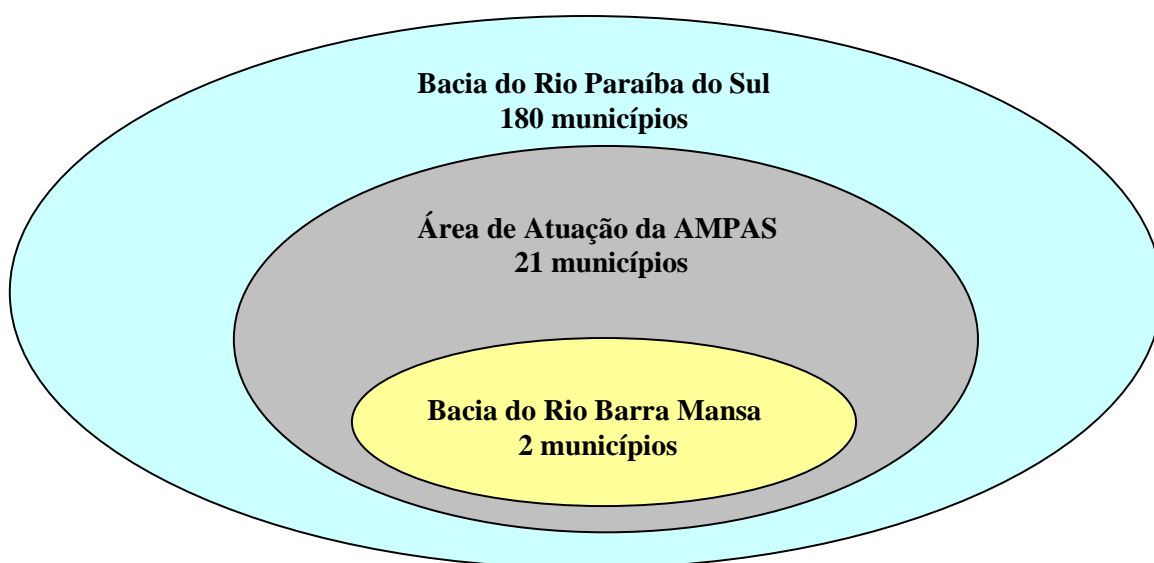 Bacia do Rio Paraíba do Sul
180 municípios
Área de Atuação da AMPAS
21 municípios
Bacia do Rio Barra Mansa
2 municípios